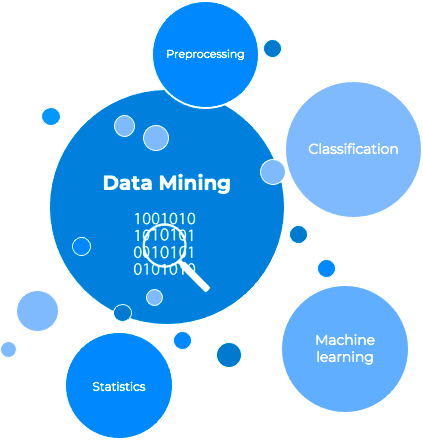 Preprocessing
Classification
Data Mining
1001010
1010101
0010101
0101010
Machine
learning
Statistics